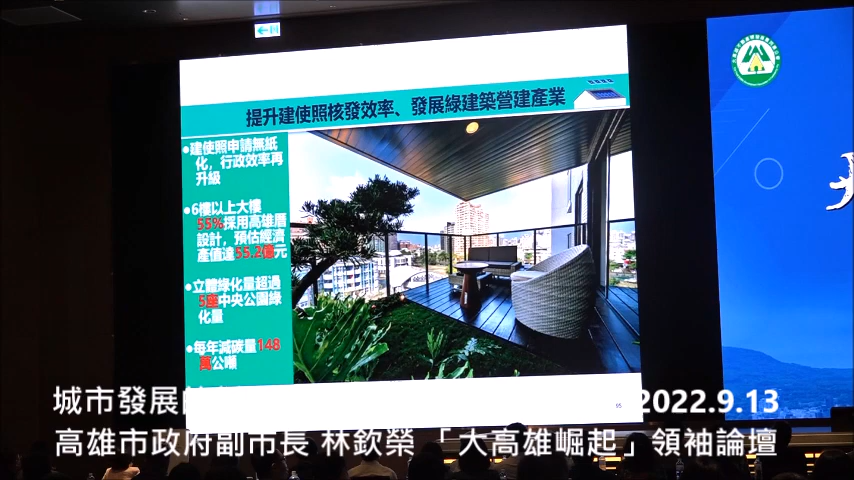 提升建使照核發效率、發展綠建築營建產業
●建使照申請無紙
化，行政效率再
升級
●6樓以上大樓
55%採用高雄厝
設計，預估經濟
產值達55.2億元
●立體綠化量超過
5座中央公園綠
化量
●每年減碳量148
萬公噸
95
城市發展
2022.9.13
高雄市政府副市長 林欽榮 「大高雄崛起」領袖論壇